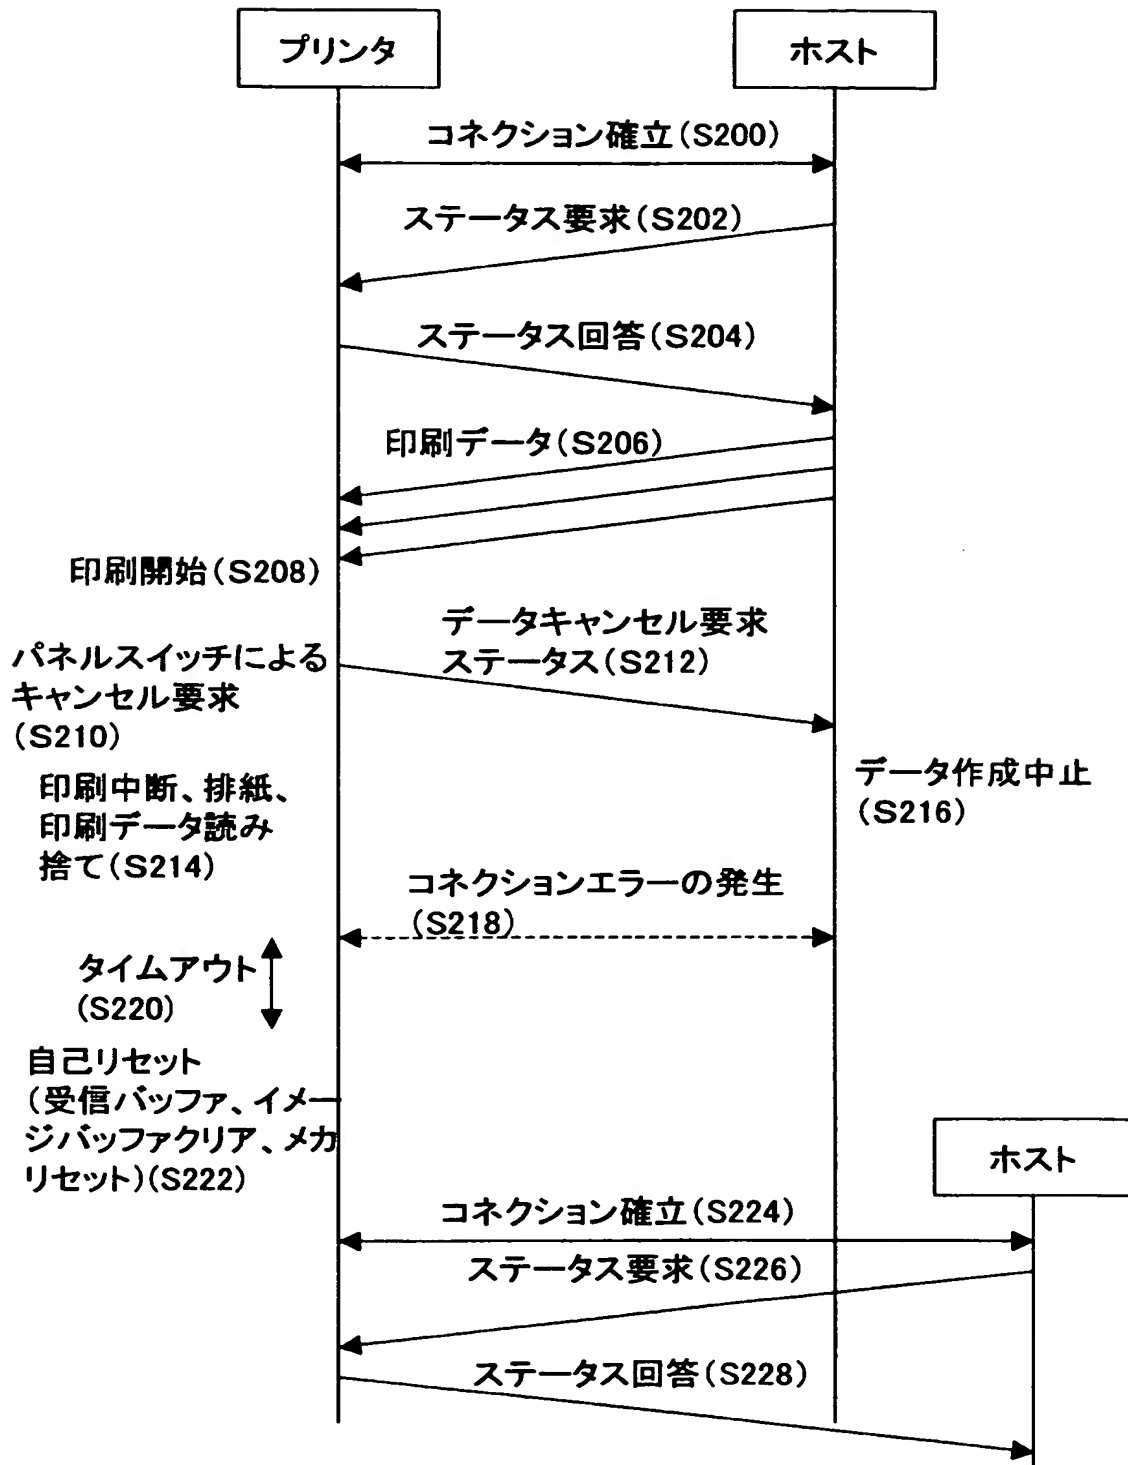 プリンタ
ホスト
コネクション確立(S200)
ステータス要求(S202)
ステータス回答(S204)
印刷データ(S206)
印刷開始(S208)
データキャンセル要求
ステータス(S212)
パネルスイッチによる
キャンセル要求
(S210)
データ作成中止
(S216)
印刷中断、排紙、
印刷データ読み
捨て(S214)
コネクションエラーの発生
(S218)
タイムアウト
(S220)
自己リセット
(受信バッファ、イメー
ジバッファクリア、メカ
リセット)(S222)
ホスト
コネクション確立(S224)
ステータス要求(S226)
ステータス回答(S228)